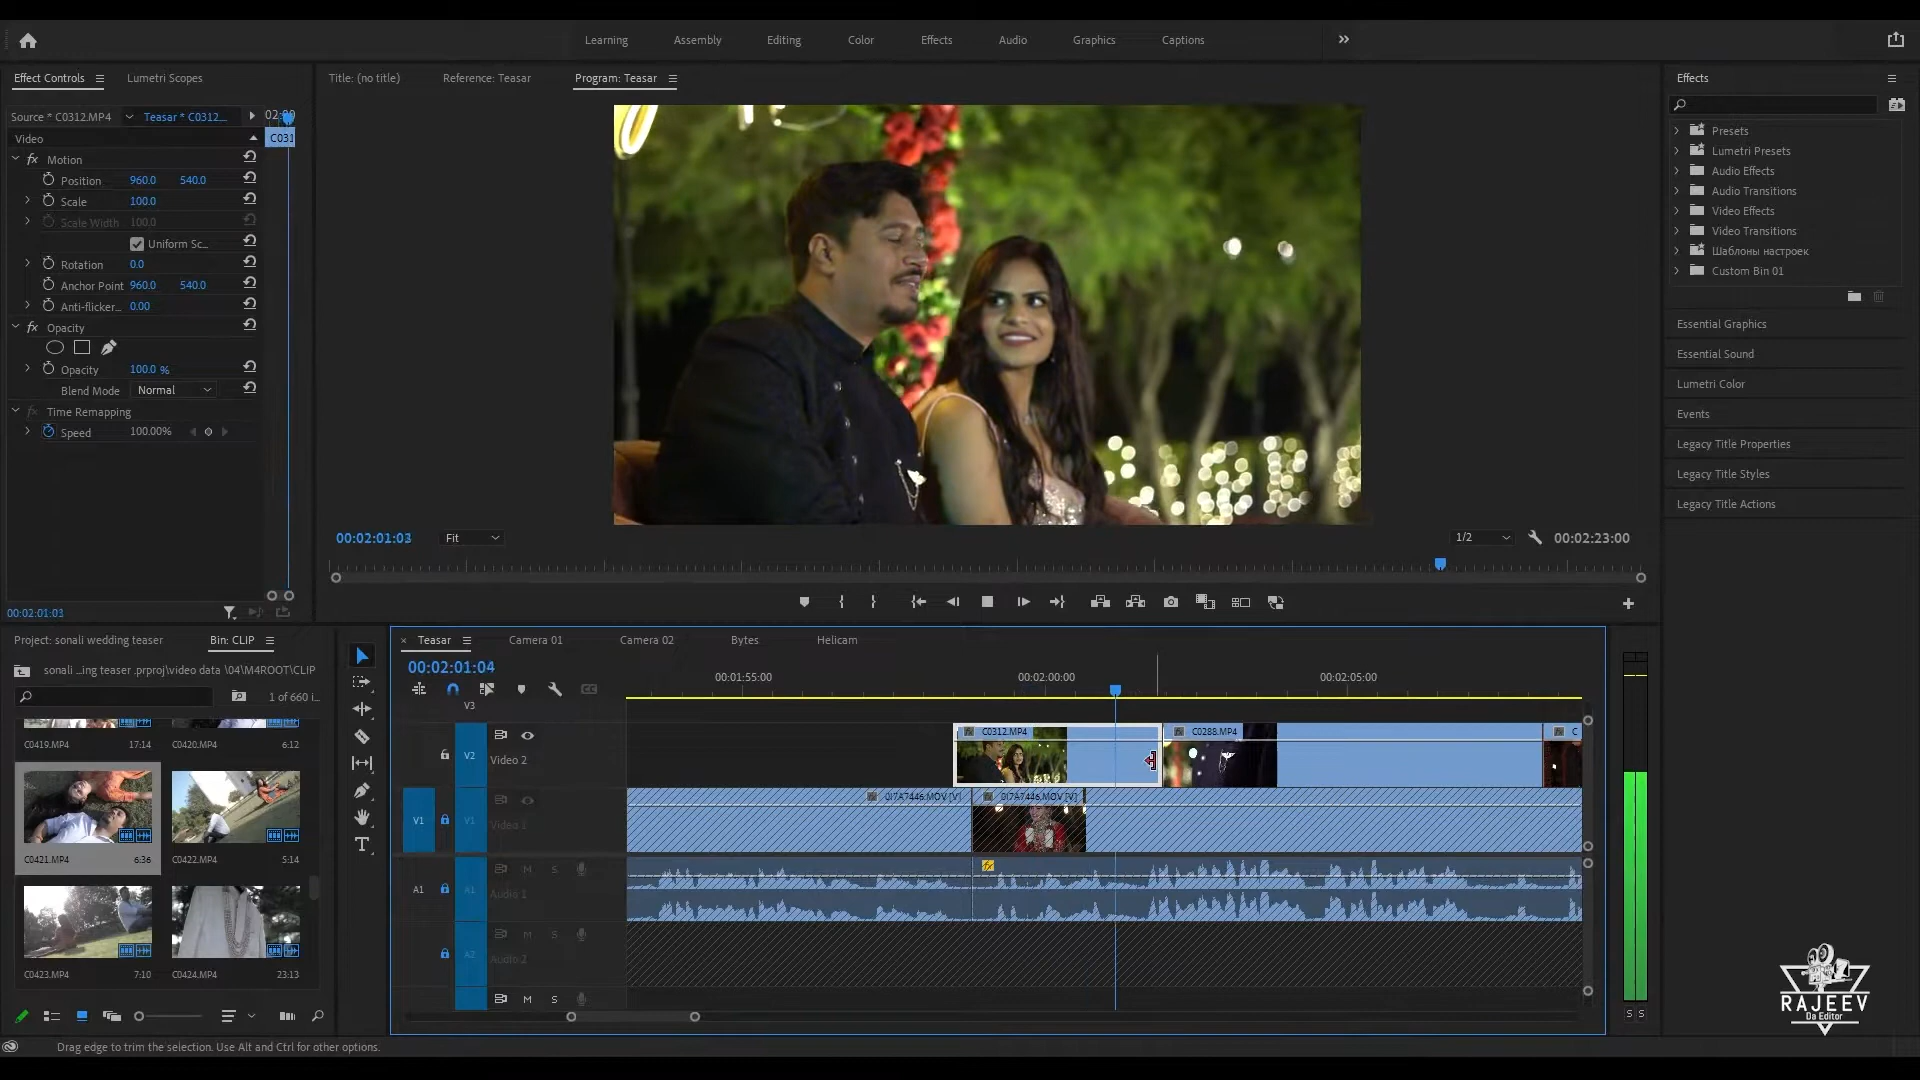 Learning
Assembly
Editing
Color
Effects
Audio
Graphics
Captions
Effect Controls
Lumetri Scopes
Title: (no title)
Reference: Teasar
Program: Teasar
Effects
Source * C0312.MP4
Teasar * C0312...
02:00
Video
C031
Motion
Position 960.0 540.0
Scale 100.0
Scale Width 100.0
Uniform Sc...
Rotation 0.0
Anchor Point 960.0 540.0
Anti-flicker... 0.00
Opacity
Opacity 100.0 %
Blend Mode Normal
Time Remapping
Speed 100.00%
00:02:01:03
Presets
Lumetri Presets
Audio Effects
Audio Transitions
Video Effects
Video Transitions
Шаблоны настроек
Custom Bin 01
Essential Graphics
Essential Sound
Lumetri Color
Events
Legacy Title Properties
Legacy Title Styles
Legacy Title Actions
00:02:01:03
Fit
1/2
00:02:23:00
Project: sonali wedding teaser
Bin: CLIP
sonali ...ing teaser .prproj\video data \04\M4ROOT\CLIP
1 of 660 i...
C0419.MP4 17:14
C0420.MP4 6:12
C0421.MP4 6:36
C0422.MP4 5:14
C0423.MP4 7:10
C0424.MP4 23:13
Teasar
Camera 01
Camera 02
Bytes
Helicam
00:02:01:04
00:01:55:00
00:02:00:00
00:02:05:00
V3
V2 Video 2
C0312.MP4
C0288.MP4
C
V1 V1 Video 1
0I7A7446.MOV [V]
0I7A7446.MOV [V]
A1 A1 M S
Audio 1
A2 M S
Audio 2
M S
S S
RAJEEV
Da Editor
Drag edge to trim the selection. Use Alt and Ctrl for other options.